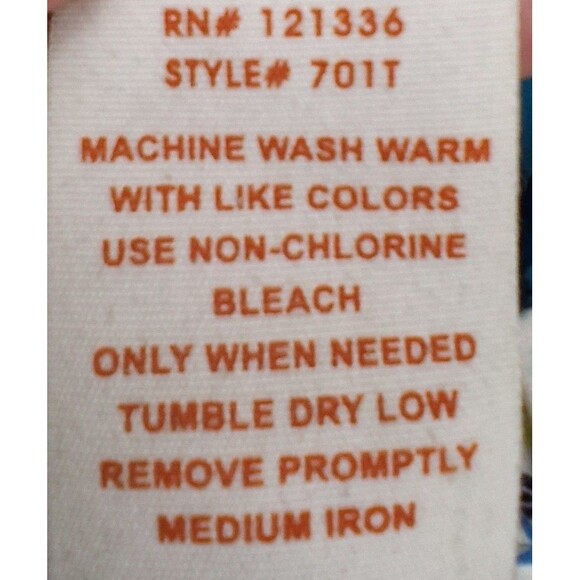 RN# 121336
STYLE# 701T
MACHINE WASH WARM
WITH LIKE COLORS
USE NON-CHLORINE
BLEACH
ONLY WHEN NEEDED
TUMBLE DRY LOW
REMOVE PROMPTLY
MEDIUM IRON